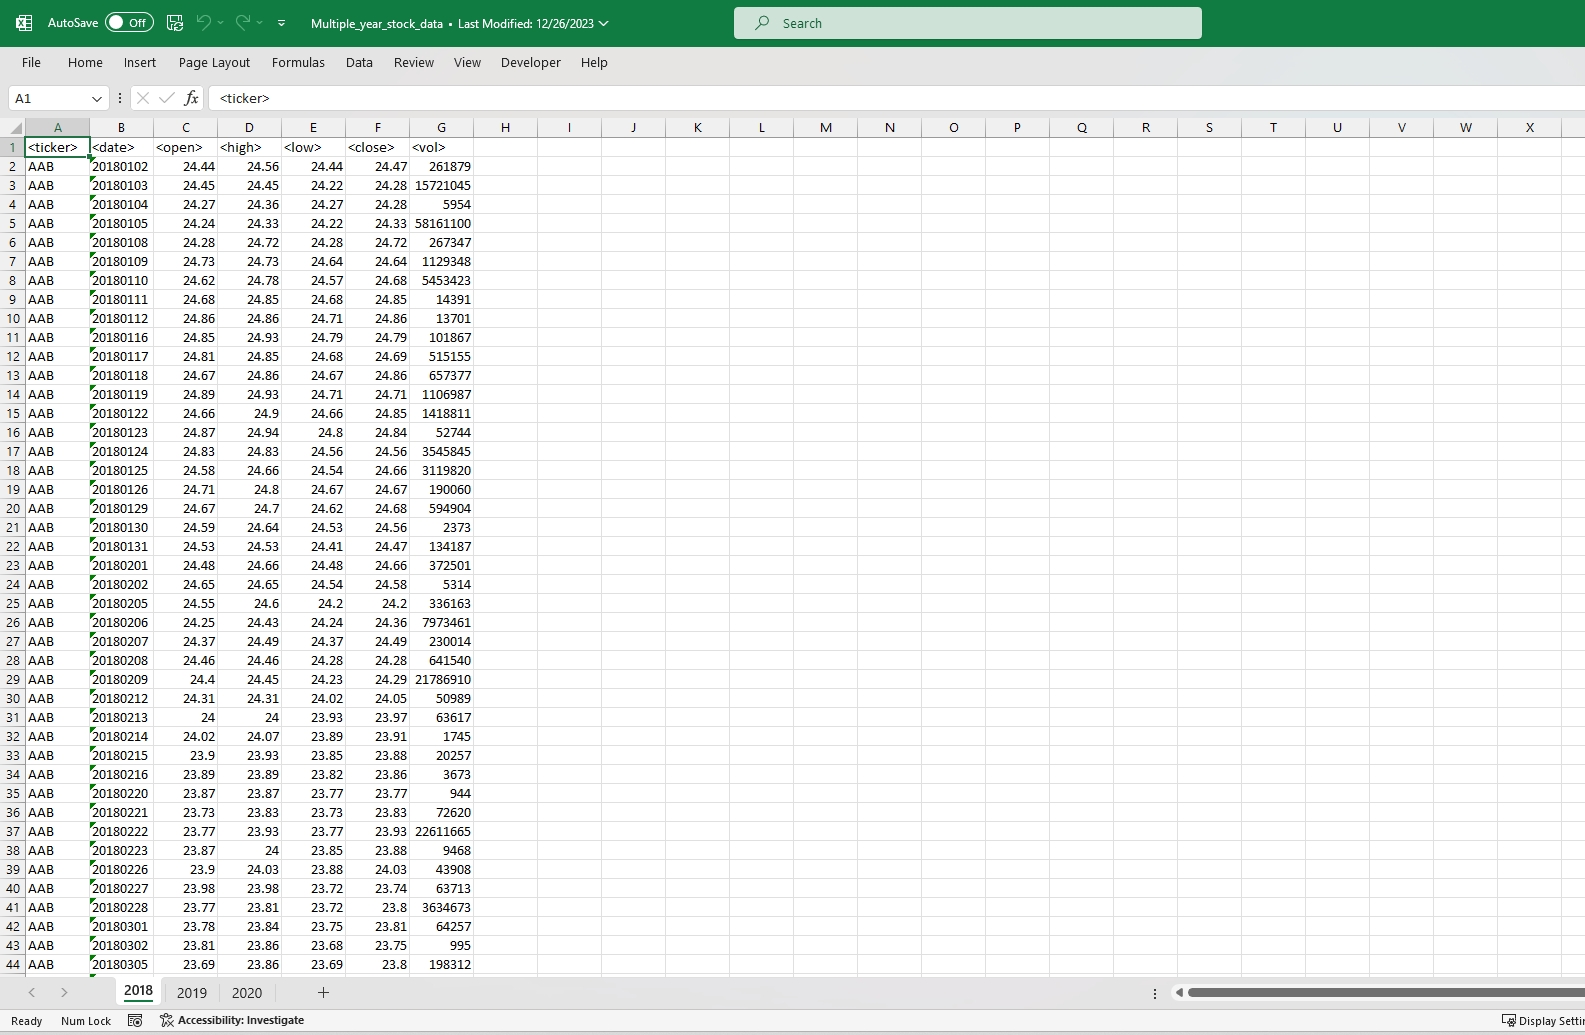 AutoSave Off Multiple_year_stock_data • Last Modified: 12/26/2023 Search
File Home Insert Page Layout Formulas Data Review View Developer Help
A1 fx <ticker>
A B C D E F G H I J K L M N O P Q R S T U V W X
1 <ticker> <date> <open> <high> <low> <close> <vol>
2 AAB 20180102 24.44 24.56 24.44 24.47 261879
3 AAB 20180103 24.45 24.45 24.22 24.28 15721045
4 AAB 20180104 24.27 24.36 24.27 24.28 5954
5 AAB 20180105 24.24 24.33 24.22 24.33 58161100
6 AAB 20180108 24.28 24.72 24.28 24.72 267347
7 AAB 20180109 24.73 24.73 24.64 24.64 1129348
8 AAB 20180110 24.62 24.78 24.57 24.68 5453423
9 AAB 20180111 24.68 24.85 24.68 24.85 14391
10 AAB 20180112 24.86 24.86 24.71 24.86 13701
11 AAB 20180116 24.85 24.93 24.79 24.79 101867
12 AAB 20180117 24.81 24.85 24.68 24.69 515155
13 AAB 20180118 24.67 24.86 24.67 24.86 657377
14 AAB 20180119 24.89 24.93 24.71 24.71 1106987
15 AAB 20180122 24.66 24.9 24.66 24.85 1418811
16 AAB 20180123 24.87 24.94 24.8 24.84 52744
17 AAB 20180124 24.83 24.83 24.56 24.56 3545845
18 AAB 20180125 24.58 24.66 24.54 24.66 3119820
19 AAB 20180126 24.71 24.8 24.67 24.67 190060
20 AAB 20180129 24.67 24.7 24.62 24.68 594904
21 AAB 20180130 24.59 24.64 24.53 24.56 2373
22 AAB 20180131 24.53 24.53 24.41 24.47 134187
23 AAB 20180201 24.48 24.66 24.48 24.66 372501
24 AAB 20180202 24.65 24.65 24.54 24.58 5314
25 AAB 20180205 24.55 24.6 24.2 24.2 336163
26 AAB 20180206 24.25 24.43 24.24 24.36 7973461
27 AAB 20180207 24.37 24.49 24.37 24.49 230014
28 AAB 20180208 24.46 24.46 24.28 24.28 641540
29 AAB 20180209 24.4 24.45 24.23 24.29 21786910
30 AAB 20180212 24.31 24.31 24.02 24.05 50989
31 AAB 20180213 24 24 23.93 23.97 63617
32 AAB 20180214 24.02 24.07 23.89 23.91 1745
33 AAB 20180215 23.9 23.93 23.85 23.88 20257
34 AAB 20180216 23.89 23.89 23.82 23.86 3673
35 AAB 20180220 23.87 23.87 23.77 23.77 944
36 AAB 20180221 23.73 23.83 23.73 23.83 72620
37 AAB 20180222 23.77 23.93 23.77 23.93 22611665
38 AAB 20180223 23.87 24 23.85 23.88 9468
39 AAB 20180226 23.9 24.03 23.88 24.03 43908
40 AAB 20180227 23.98 23.98 23.72 23.74 63713
41 AAB 20180228 23.77 23.81 23.72 23.8 3634673
42 AAB 20180301 23.78 23.84 23.75 23.81 64257
43 AAB 20180302 23.81 23.86 23.68 23.75 995
44 AAB 20180305 23.69 23.86 23.69 23.8 198312
2018 2019 2020
Ready Num Lock Accessibility: Investigate Display Settin